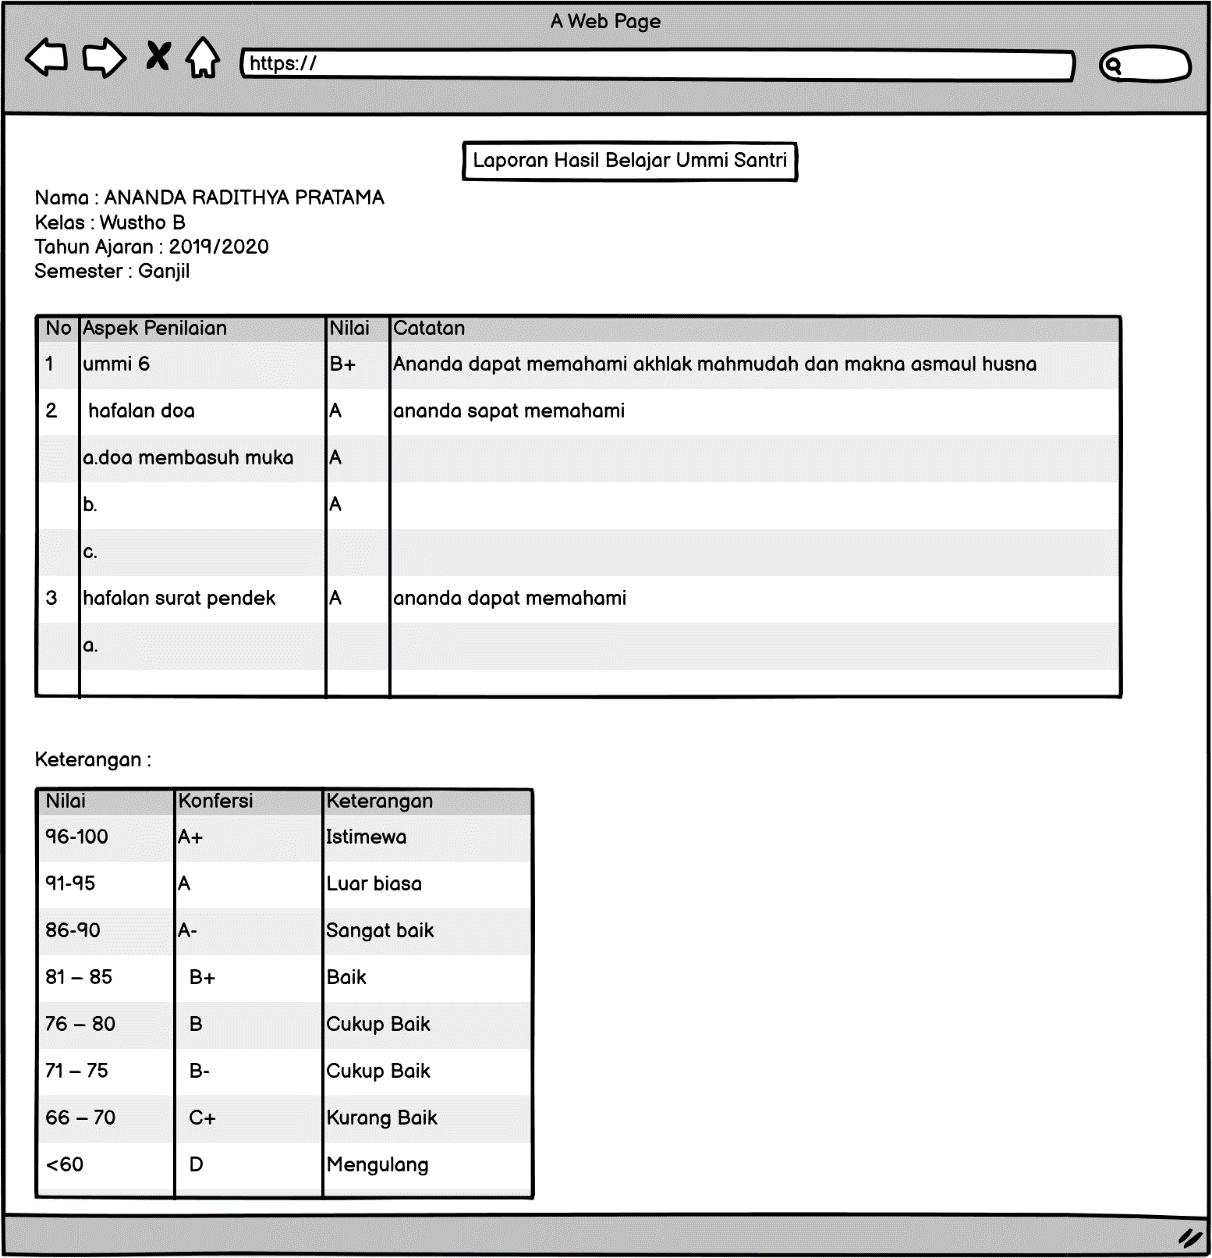 A Web Page
https://
Laporan Hasil Belajar Ummi Santri
Nama : ANANDA RADITHYA PRATAMA
Kelas : Wustho B
Tahun Ajaran : 2019/2020
Semester : Ganjil
No Aspek Penilaian Nilai Catatan
1 ummi 6 B+ Ananda dapat memahami akhlak mahmudah dan makna asmaul husna
2 hafalan doa A ananda sapat memahami
a.doa membasuh muka A
b. A
c.
3 hafalan surat pendek A ananda dapat memahami
a.
Keterangan :
Nilai Konfersi Keterangan
96-100 A+ Istimewa
91-95 A Luar biasa
86-90 A- Sangat baik
81 – 85 B+ Baik
76 – 80 B Cukup Baik
71 – 75 B- Cukup Baik
66 – 70 C+ Kurang Baik
<60 D Mengulang